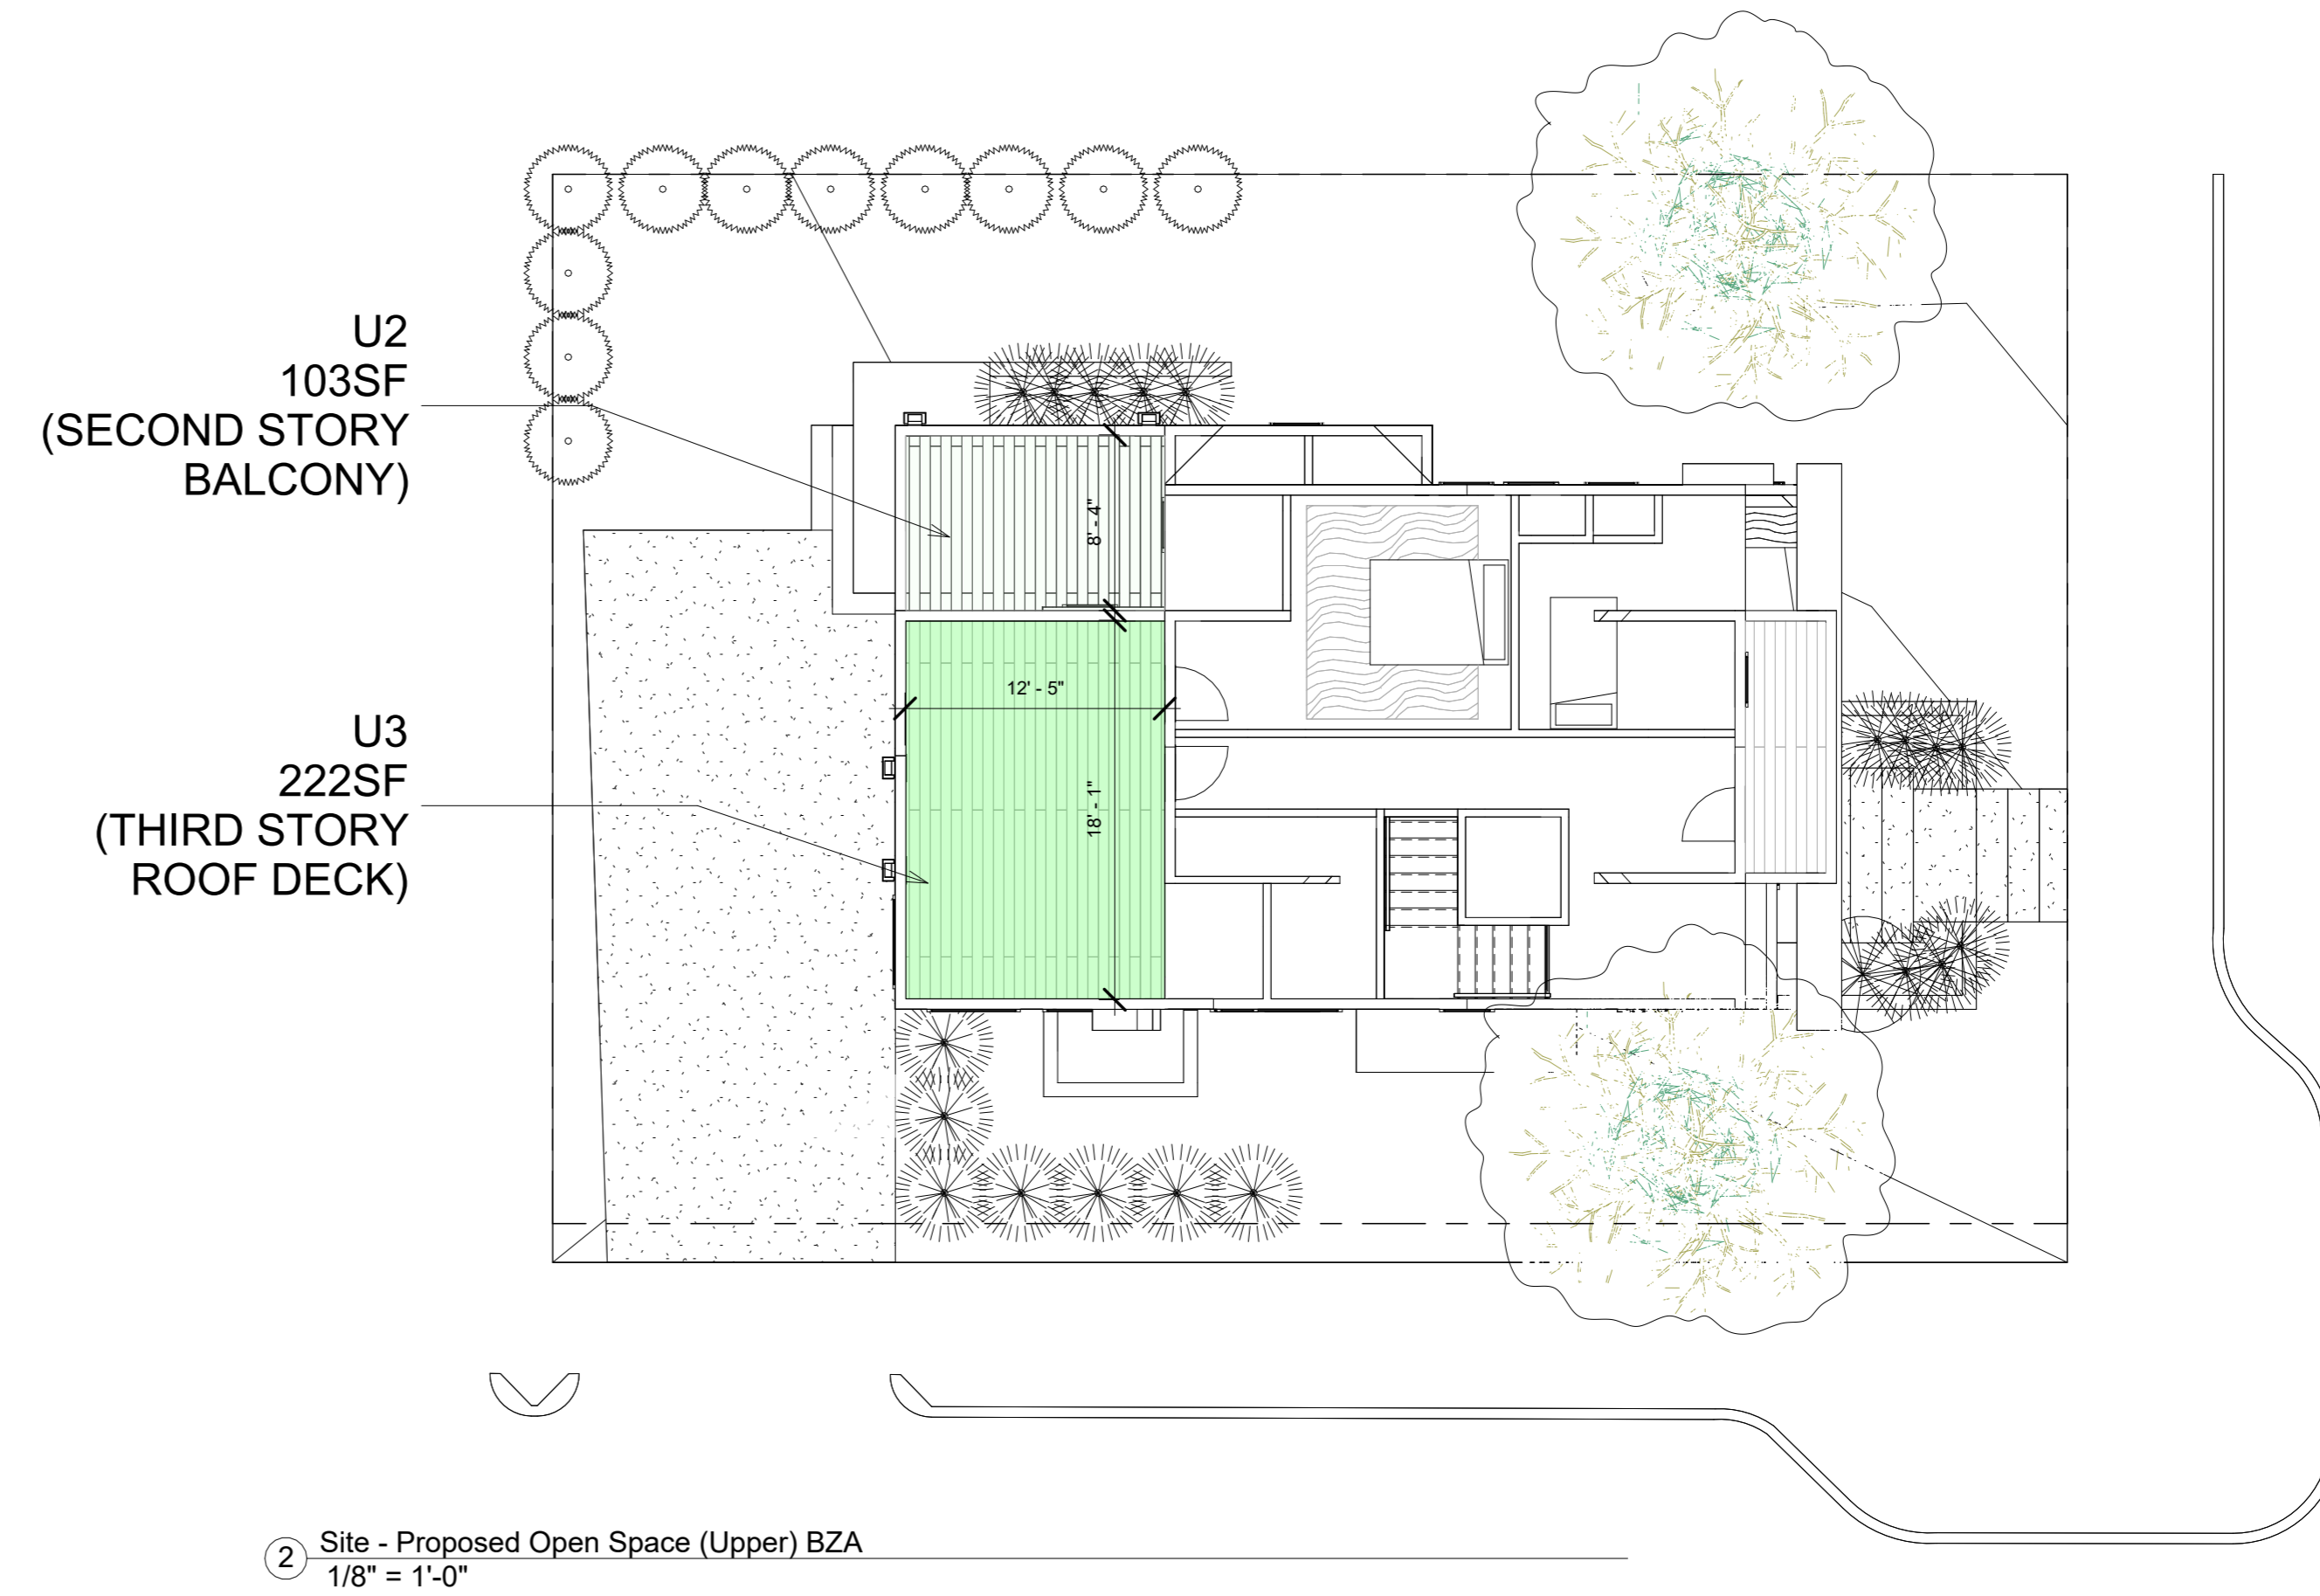 U2
103SF
(SECOND STORY
BALCONY)
8' - 4"
12' - 5"
U3
222SF
(THIRD STORY
ROOF DECK)
18' - 1"
2
Site - Proposed Open Space (Upper) BZA
1/8" = 1'-0"